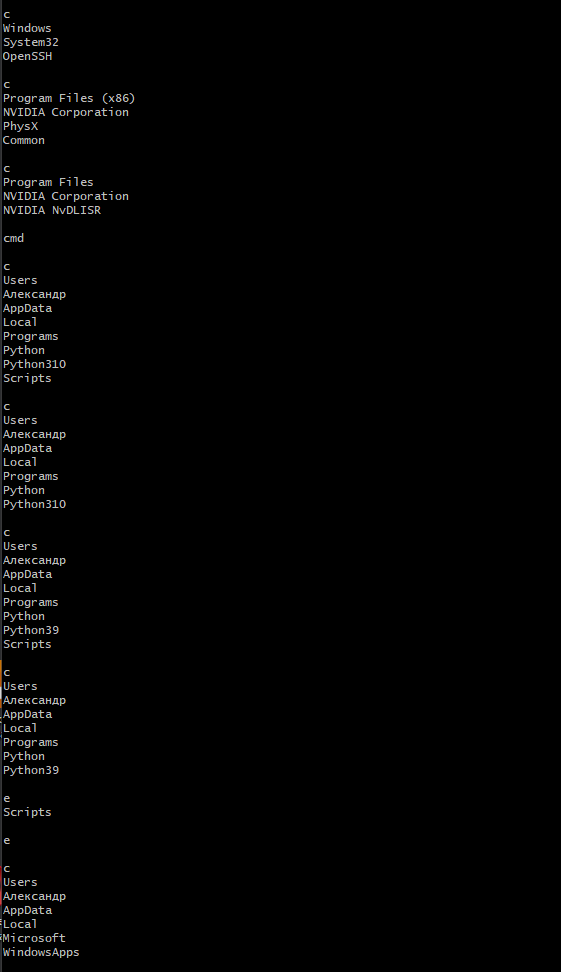 c
Windows
System32
OpenSSH
c
Program Files (x86)
NVIDIA Corporation
PhysX
Common
c
Program Files
NVIDIA Corporation
NVIDIA NvDLISR
cmd
c
Users
Александр
AppData
Local
Programs
Python
Python310
Scripts
c
Users
Александр
AppData
Local
Programs
Python
Python310
c
Users
Александр
AppData
Local
Programs
Python
Python39
Scripts
c
Users
Александр
AppData
Local
Programs
Python
Python39
e
Scripts
e
c
Users
Александр
AppData
Local
Microsoft
WindowsApps